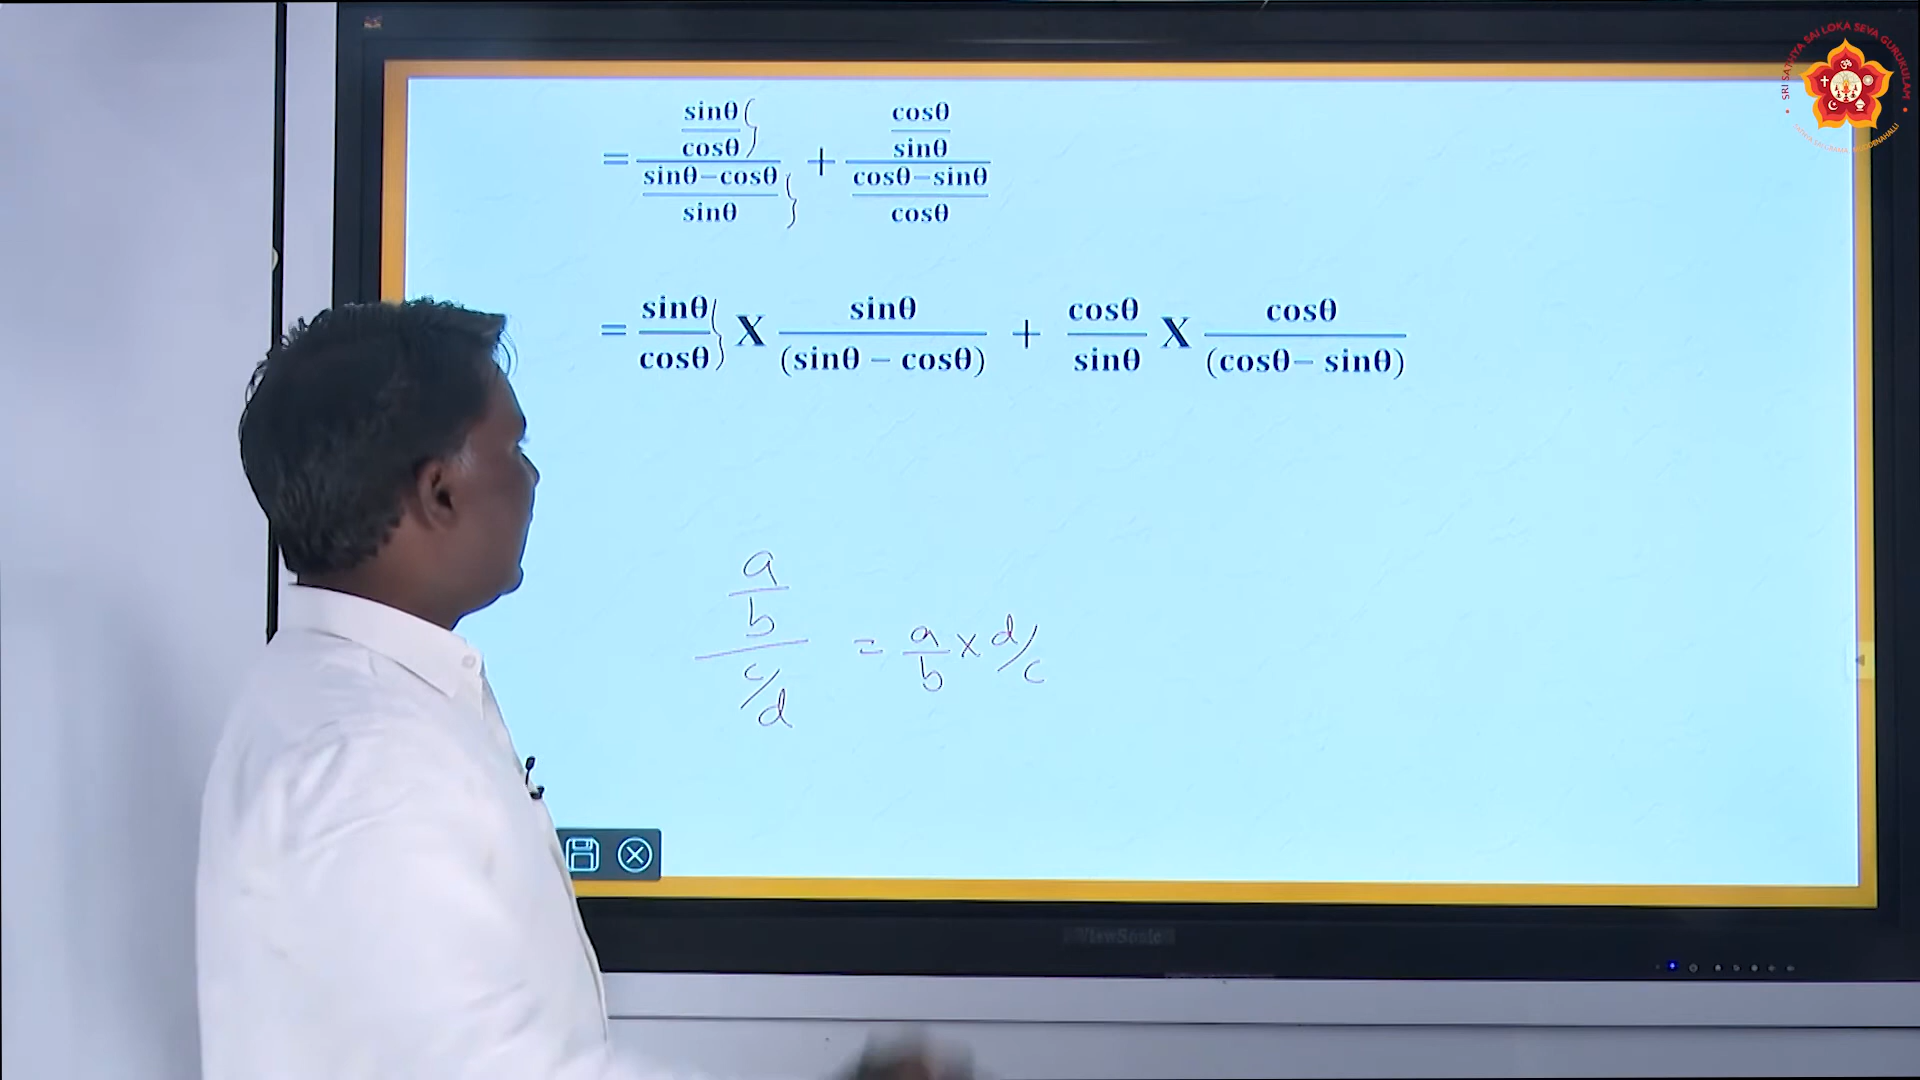 = sinθ/cosθ / (sinθ−cosθ)/sinθ + cosθ/sinθ / (cosθ−sinθ)/cosθ
= sinθ/cosθ X sinθ/(sinθ − cosθ) + cosθ/sinθ X cosθ/(cosθ− sinθ)
a/b / c/d = a/b × d/c
ViewSonic
SRI SATHYA SAI LOKA SEVA GURUKULAM